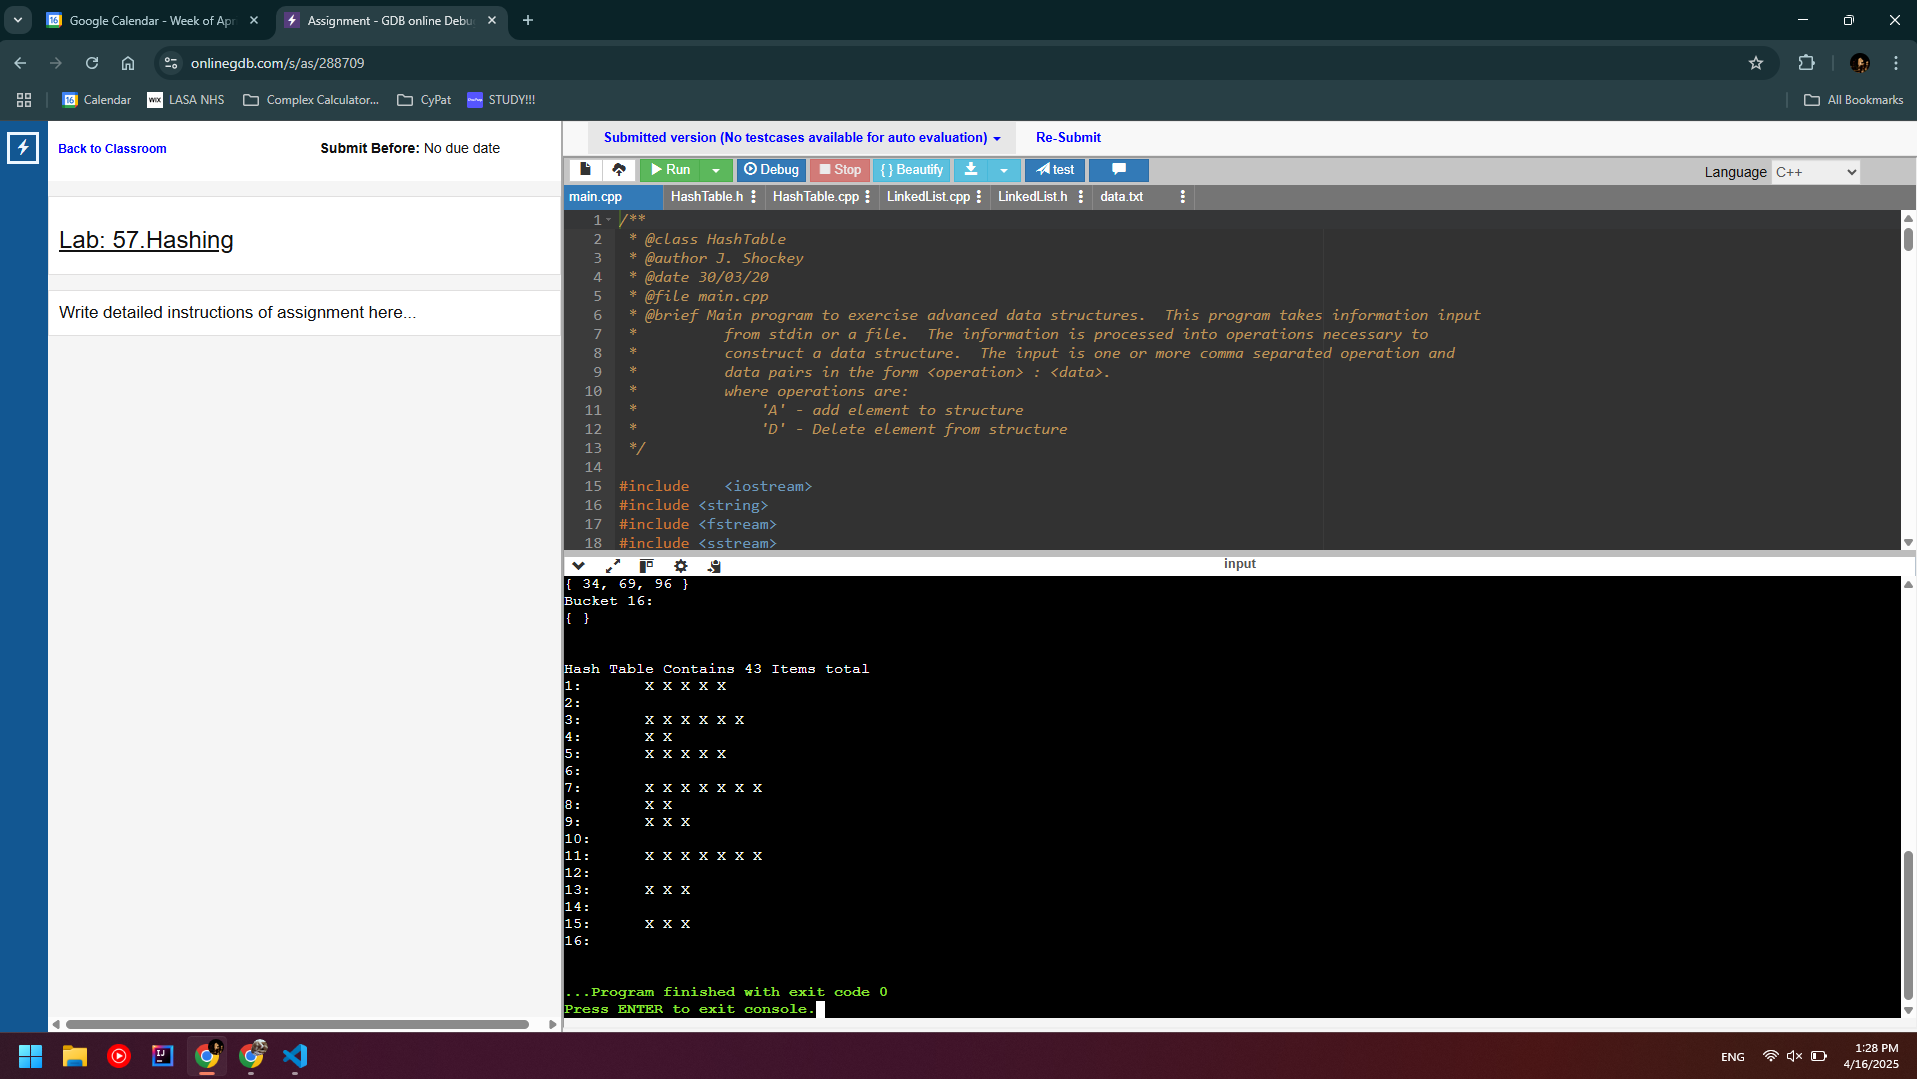 Google Calendar - Week of Apr
Assignment - GDB online Debu
onlinegdb.com/s/as/288709
Calendar
LASA NHS
Complex Calculator...
CyPat
STUDY!!!
All Bookmarks
Back to Classroom
Submit Before: No due date
Lab: 57.Hashing
Write detailed instructions of assignment here...
Submitted version (No testcases available for auto evaluation)
Re-Submit
Run
Debug
Stop
{ } Beautify
test
Language C++
main.cpp
HashTable.h
HashTable.cpp
LinkedList.cpp
LinkedList.h
data.txt
1 /**
2 * @class HashTable
3 * @author J. Shockey
4 * @date 30/03/20
5 * @file main.cpp
6 * @brief Main program to exercise advanced data structures.  This program takes information input
7 *          from stdin or a file.  The information is processed into operations necessary to
8 *          construct a data structure.  The input is one or more comma separated operation and
9 *          data pairs in the form <operation> : <data>.
10 *          where operations are:
11 *              'A' - add element to structure
12 *              'D' - Delete element from structure
13 */
14
15 #include    <iostream>
16 #include <string>
17 #include <fstream>
18 #include <sstream>
input
{ 34, 69, 96 }
Bucket 16:
{ }
Hash Table Contains 43 Items total
1:       X X X X X
2:
3:       X X X X X X
4:       X X
5:       X X X X X
6:
7:       X X X X X X X
8:       X X
9:       X X X
10:
11:      X X X X X X X
12:
13:      X X X
14:
15:      X X X
16:
...Program finished with exit code 0
Press ENTER to exit console.
ENG
1:28 PM
4/16/2025